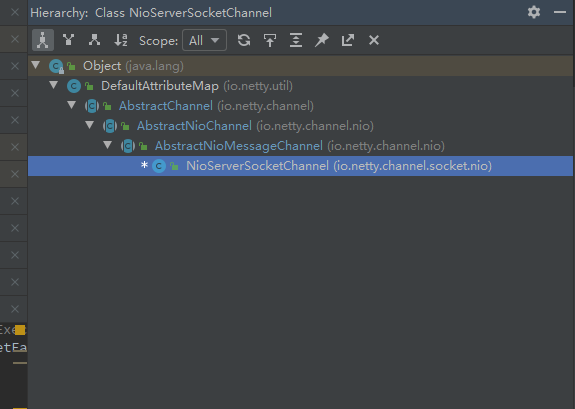 Hierarchy: Class NioServerSocketChannel
Scope: All
Object (java.lang)
DefaultAttributeMap (io.netty.util)
AbstractChannel (io.netty.channel)
AbstractNioChannel (io.netty.channel.nio)
AbstractNioMessageChannel (io.netty.channel.nio)
* NioServerSocketChannel (io.netty.channel.socket.nio)
Exe
etEa